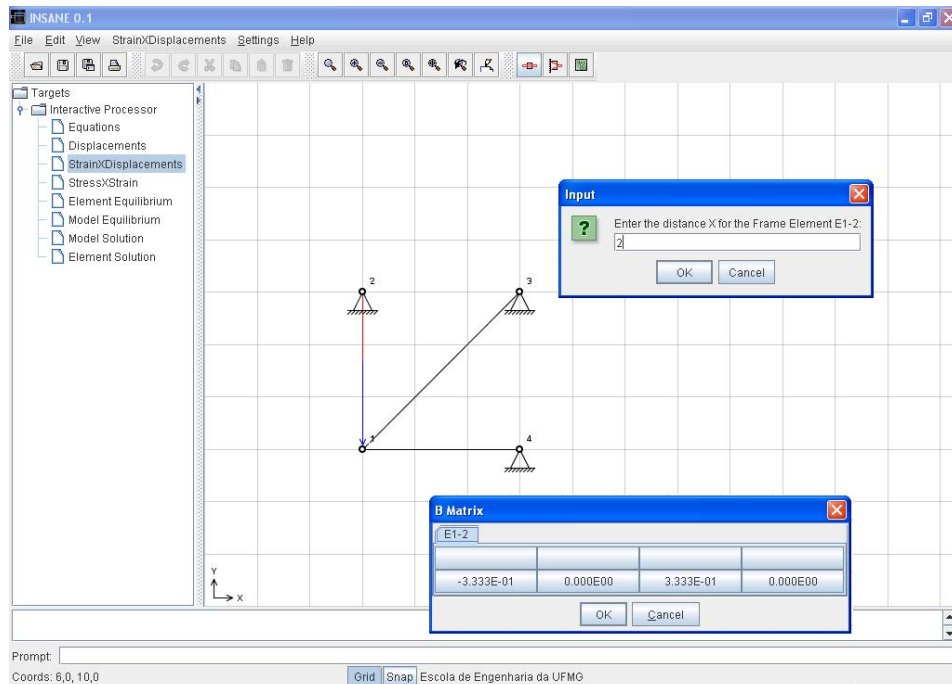 INSANE 0.1
File Edit View StrainXDisplacements Settings Help
Targets
Interactive Processor
Equations
Displacements
StrainXDisplacements
StressXStrain
Element Equilibrium
Model Equilibrium
Model Solution
Element Solution
Input
Enter the distance X for the Frame Element E1-2:
2
OK Cancel
2 3
1 4
B Matrix
E1-2
-3.333E-01 0.000E00 3.333E-01 0.000E00
OK Cancel
Y
X
Prompt:
Coords: 6,0, 10,0 Grid Snap Escola de Engenharia da UFMG